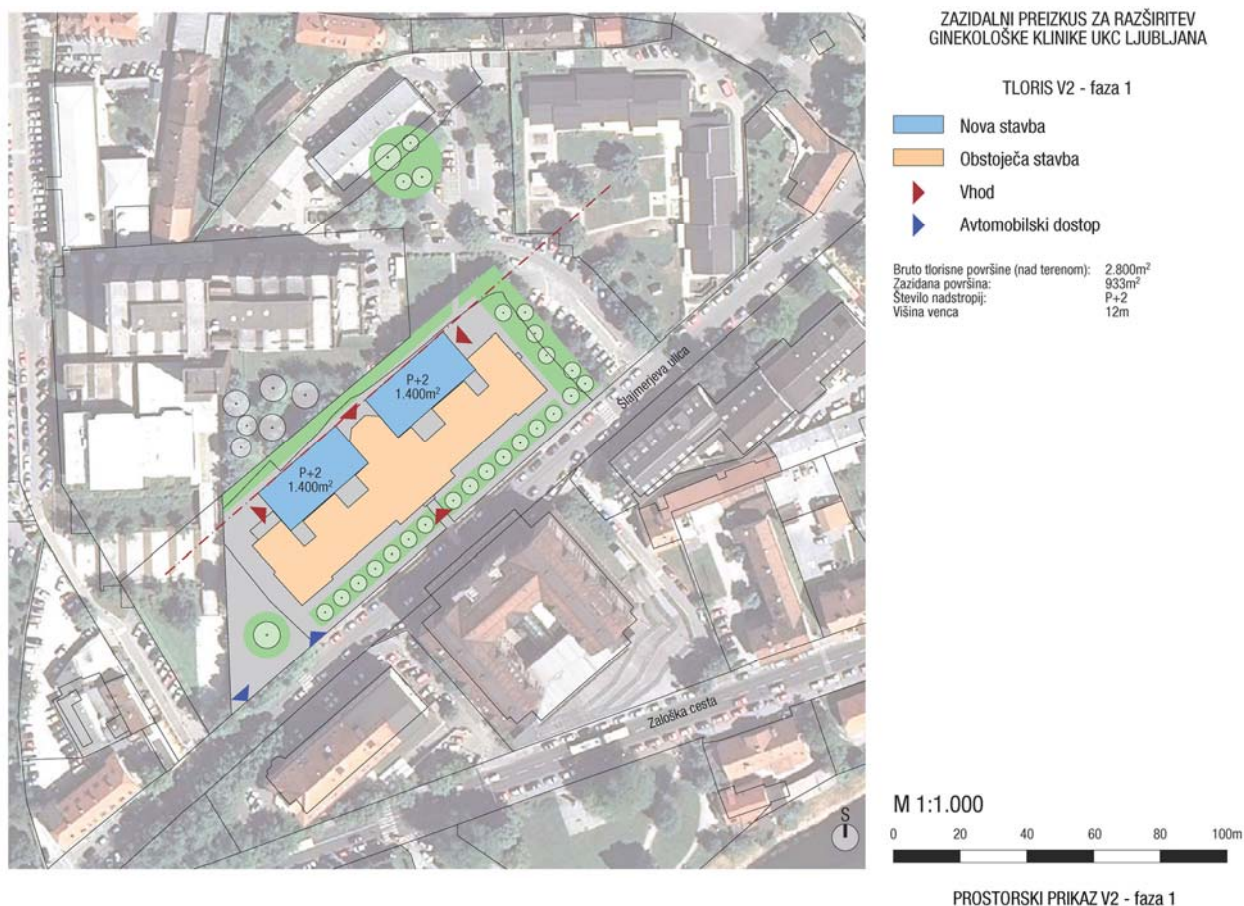 ZAZIDALNI PREIZKUS ZA RAZŠIRITEV
GINEKOLOŠKE KLINIKE UKC LJUBLJANA
TLORIS V2 - faza 1
Nova stavba
Obstoječa stavba
Vhod
Avtomobilski dostop
Bruto tlorisne površine (nad terenom): 2.800m²
Zazidana površina: 933m²
Število nadstropij: P+2
Višina venca 12m
P+2
1.400m²
P+2
1.400m²
Šlajmerjeva ulica
Zaloška cesta
S
M 1:1.000
0 20 40 60 80 100m
PROSTORSKI PRIKAZ V2 - faza 1